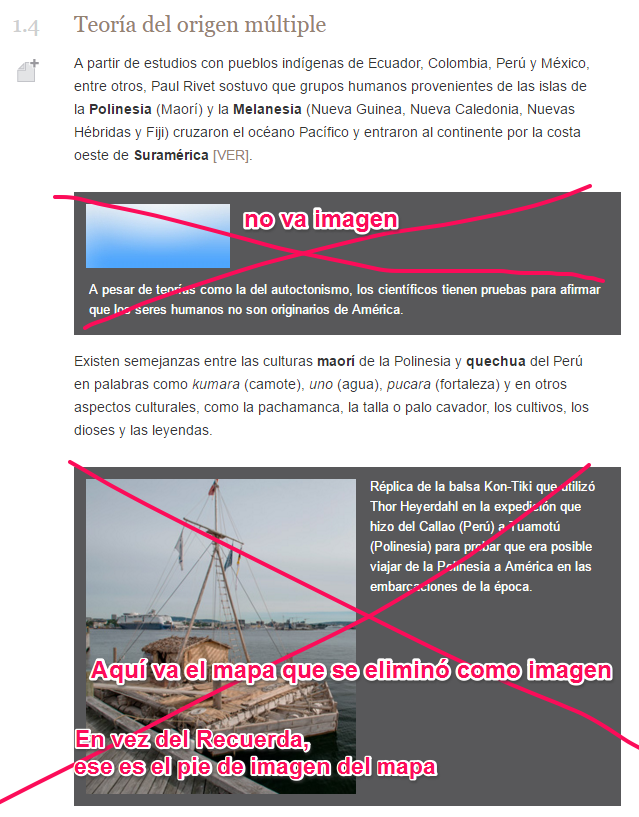 1.4 Teoría del origen múltiple
A partir de estudios con pueblos indígenas de Ecuador, Colombia, Perú y México,
entre otros, Paul Rivet sostuvo que grupos humanos provenientes de las islas de
la Polinesia (Maorí) y la Melanesia (Nueva Guinea, Nueva Caledonia, Nuevas
Hébridas y Fiji) cruzaron el océano Pacífico y entraron al continente por la costa
oeste de Suramérica [VER].
no va imagen
A pesar de teorías como la del autoctonismo, los científicos tienen pruebas para afirmar
que los seres humanos no son originarios de América.
Existen semejanzas entre las culturas maorí de la Polinesia y quechua del Perú
en palabras como kumara (camote), uno (agua), pucara (fortaleza) y en otros
aspectos culturales, como la pachamanca, la talla o palo cavador, los cultivos, los
dioses y las leyendas.
Réplica de la balsa Kon-Tiki que utilizó
Thor Heyerdahl en la expedición que
hizo del Callao (Perú) a Tuamotú
(Polinesia) para probar que era posible
viajar de la Polinesia a América en las
embarcaciones de la época.
Aquí va el mapa que se eliminó como imagen
En vez del Recuerda,
ese es el pie de imagen del mapa